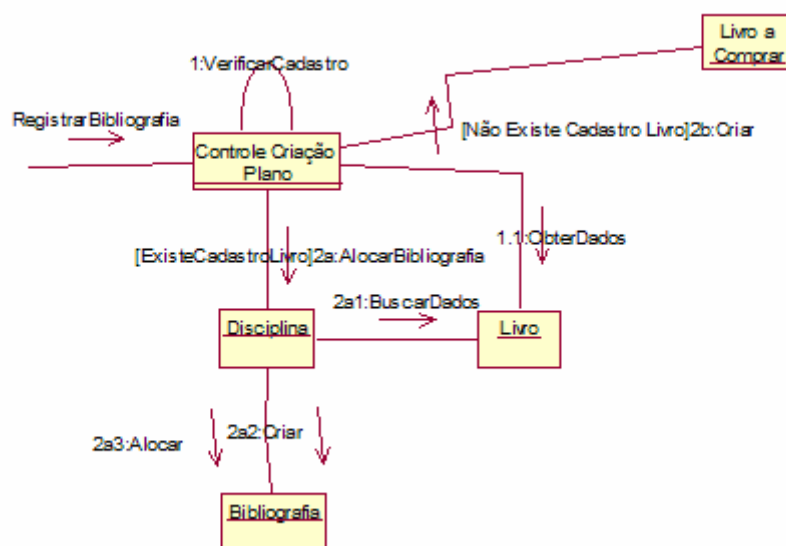 Livro a
Comprar
1:VerificarCadastro
RegistrarBibliografia
[Não Existe Cadastro Livro]2b:Criar
Controle Criação
Plano
1.1:ObterDados
[ExisteCadastroLivro]2a:AlocarBibliografia
2a1:BuscarDados
Disciplina
Livro
2a3:Alocar
2a2:Criar
Bibliografia